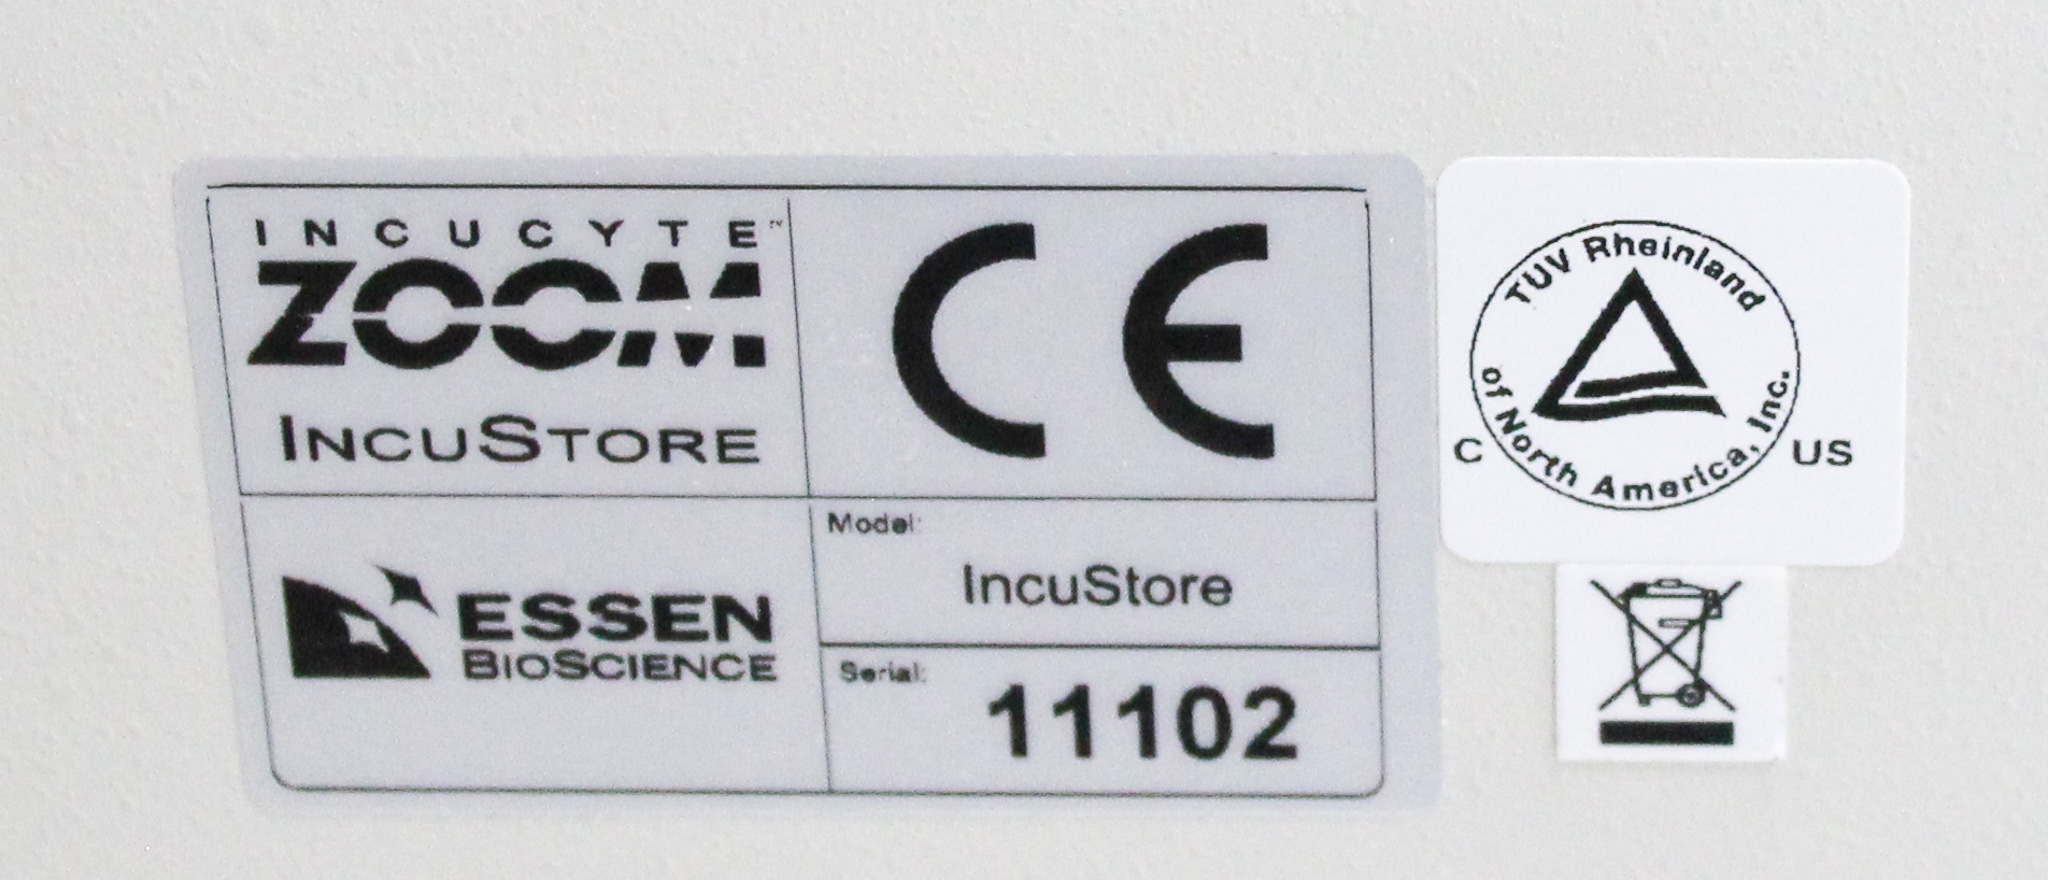 INCUCYTE™
ZOOM
INCUSTORE
CE
ESSEN
BIOSCIENCE
Model:
IncuStore
Serial:
11102
TUV Rheinland
of North America, Inc.
C US